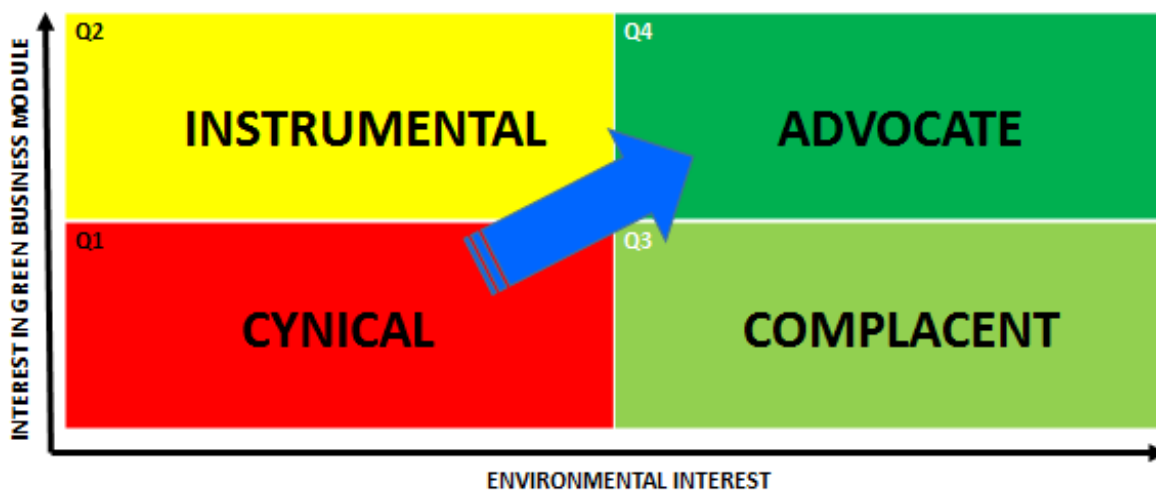 INTEREST IN GREEN BUSINESS MODULE
Q2
INSTRUMENTAL
Q4
ADVOCATE
Q1
CYNICAL
Q3
COMPLACENT
ENVIRONMENTAL INTEREST